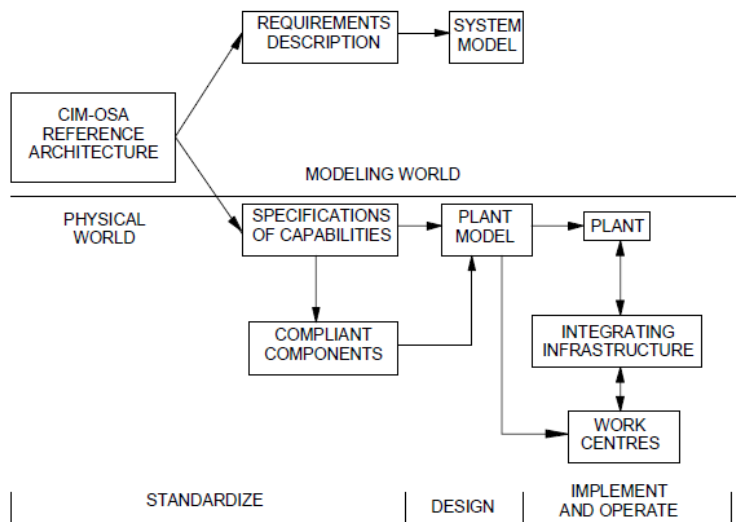 REQUIREMENTS
DESCRIPTION
SYSTEM
MODEL
CIM-OSA
REFERENCE
ARCHITECTURE
MODELING WORLD
PHYSICAL
WORLD
SPECIFICATIONS
OF CAPABILITIES
PLANT
MODEL
PLANT
COMPLIANT
COMPONENTS
INTEGRATING
INFRASTRUCTURE
WORK
CENTRES
STANDARDIZE
DESIGN
IMPLEMENT
AND OPERATE